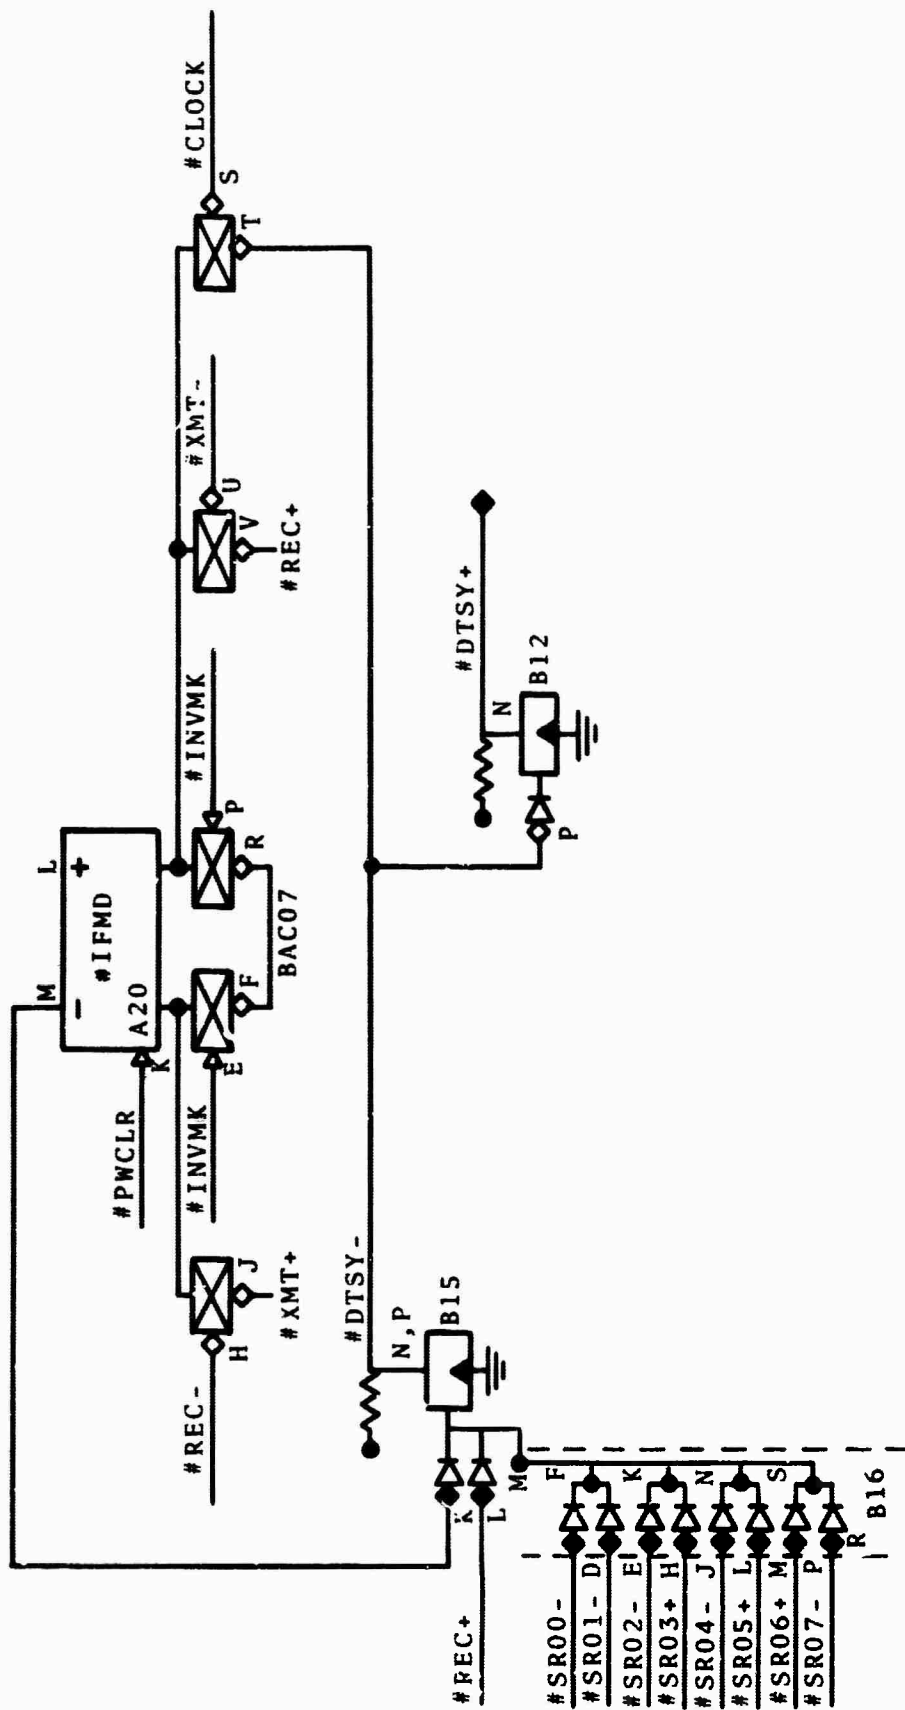 #CLOCK
S
T
#XMT-
U
V
#REC+
#INVMK
P
R
L
+
#IFMD
M
-
A20
BAC07
F
K
E
#PWCLR
#INVMK
J
#XMT+
H
#REC-
#DTSY+
N
B12
P
#DTSY-
N,P
B15
K
L
M
#REC+
F
K
N
S
B16
R
#SR00-
#SR01- D
#SR02- E
#SR03+ H
#SR04- J
#SR05+ L
#SR06+ M
#SR07- P